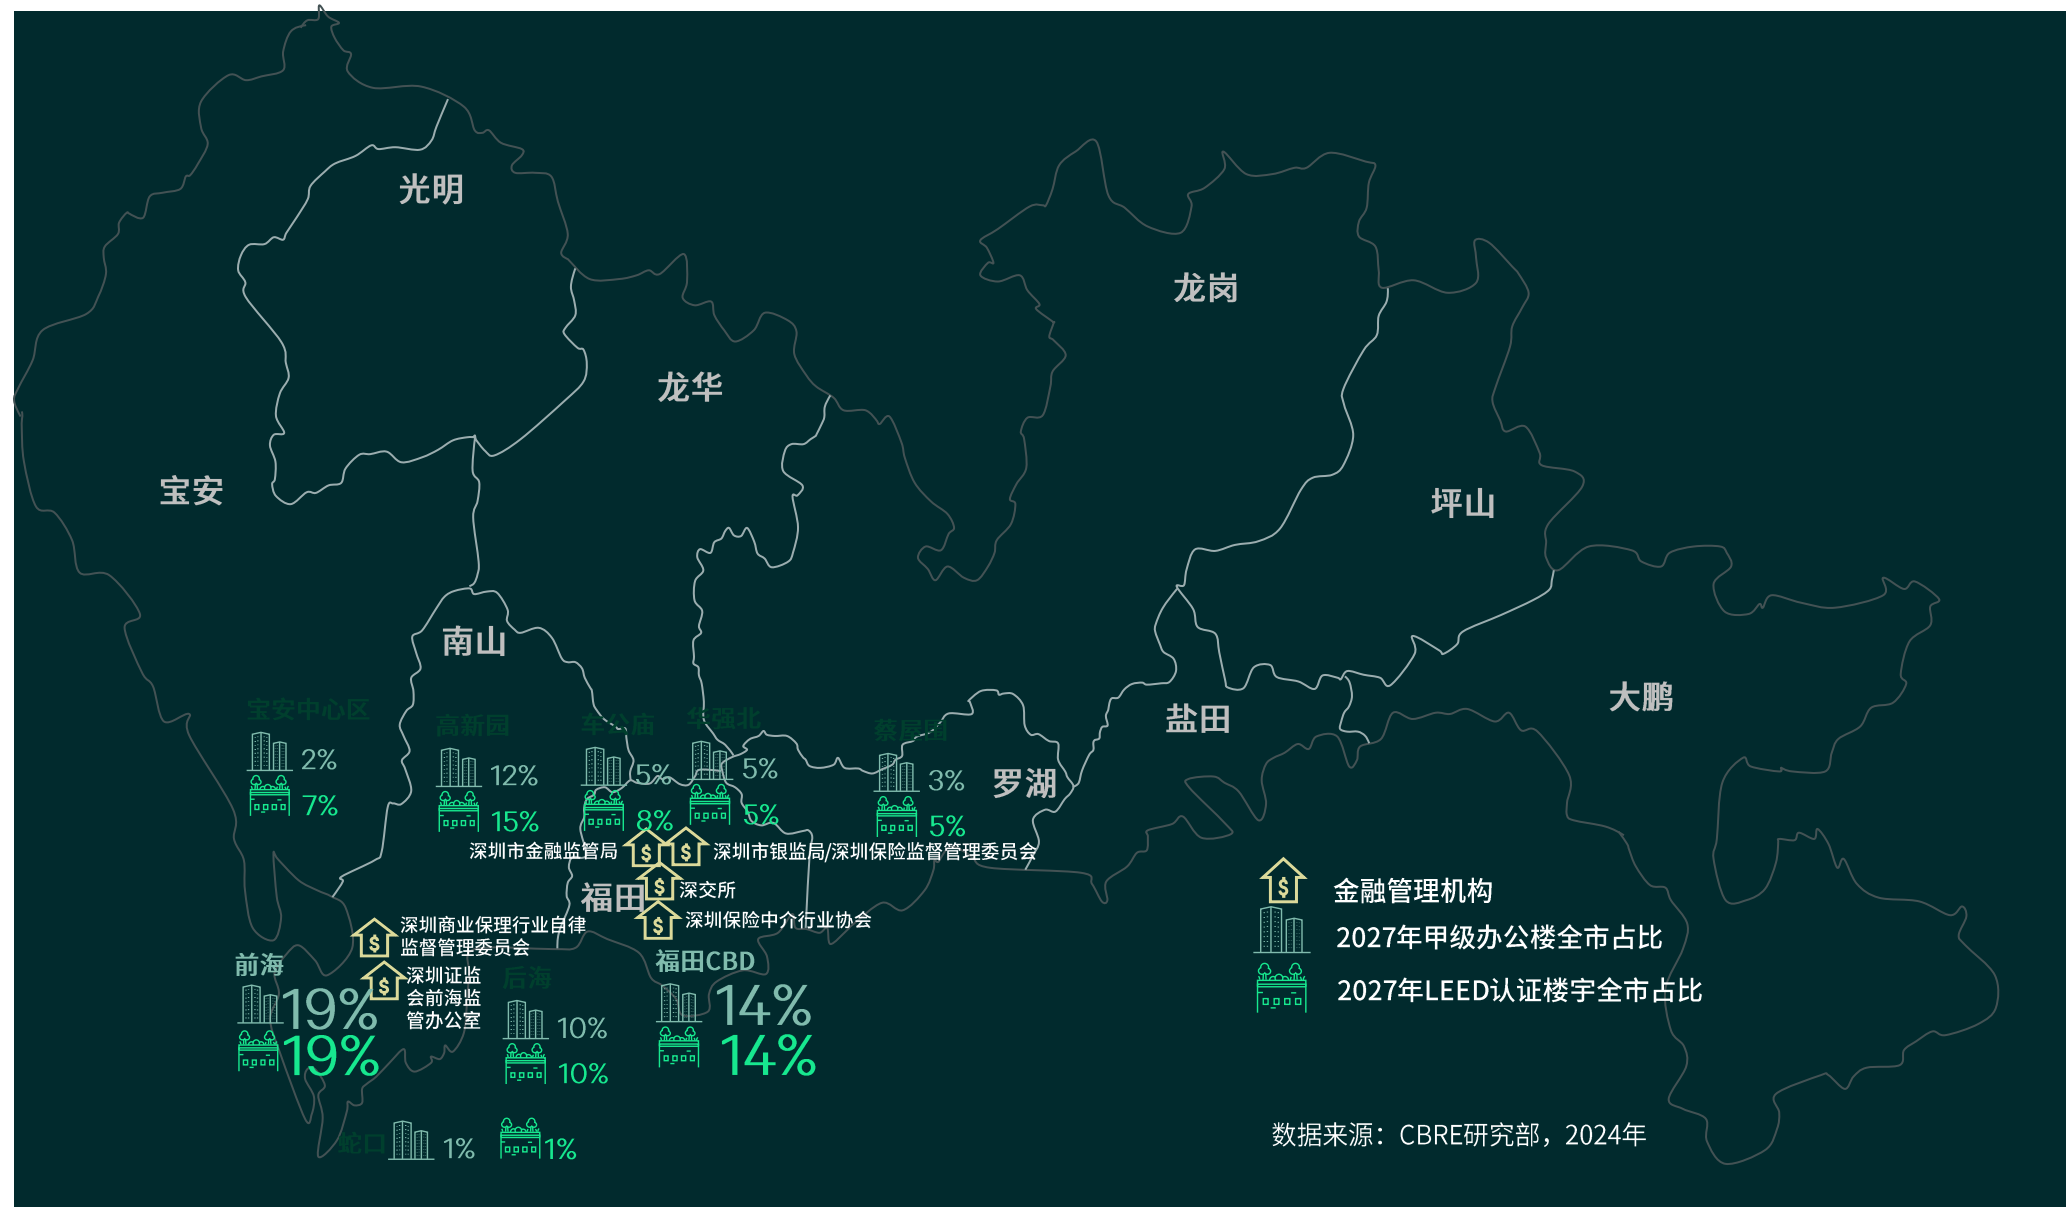 光明
龙岗
龙华
宝安
坪山
南山
大鹏
盐田
罗湖
福田
宝安中心区
2%
7%
高新园
12%
15%
车公庙
5%
8%
华强北
5%
5%
蔡屋围
3%
5%
深圳市金融监管局
深圳市银监局/深圳保险监督管理委员会
深交所
深圳保险中介行业协会
深圳商业保理行业自律
监督管理委员会
深圳证监
会前海监
管办公室
前海
19%
19%
后海
10%
10%
福田CBD
14%
14%
蛇口
1%
1%
金融管理机构
2027年甲级办公楼全市占比
2027年LEED认证楼宇全市占比
数据来源：CBRE研究部，2024年